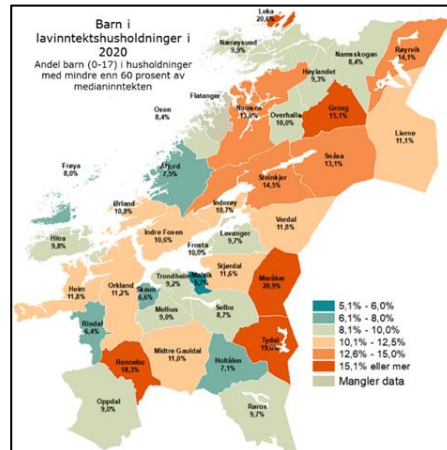 Barn i
lavinntektshusholdninger i
2020
Andel barn (0-17) i husholdninger
med mindre enn 60 prosent av
medianinntekten
Leka
20,6%
Nærøysund
9,9%
Namsskogan
8,4%
Røyrvik
14,1%
Høylandet
9,3%
Flatanger
Namsos
13,0%
Overhalla
10,0%
Grong
15,1%
Osen
8,4%
Lierne
11,1%
Frøya
8,0%
Åfjord
7,5%
Snåsa
13,1%
Steinkjer
14,5%
Ørland
10,8%
Inderøy
10,7%
Verdal
11,8%
Hitra
9,8%
Indre Fosen
10,6%
Frosta
10,0%
Levanger
9,7%
Heim
11,8%
Orkland
11,2%
Trondheim
9,2%
Malvik
5,7%
Stjørdal
11,6%
Meråker
20,9%
Skaun
6,6%
Rindal
6,4%
Melhus
9,0%
Selbu
8,7%
Tydal
19,0%
Rennebu
18,3%
Midtre Gauldal
11,0%
Holtålen
7,1%
Oppdal
9,0%
Røros
9,7%
5,1% - 6,0%
6,1% - 8,0%
8,1% - 10,0%
10,1% - 12,5%
12,6% - 15,0%
15,1% eller mer
Mangler data